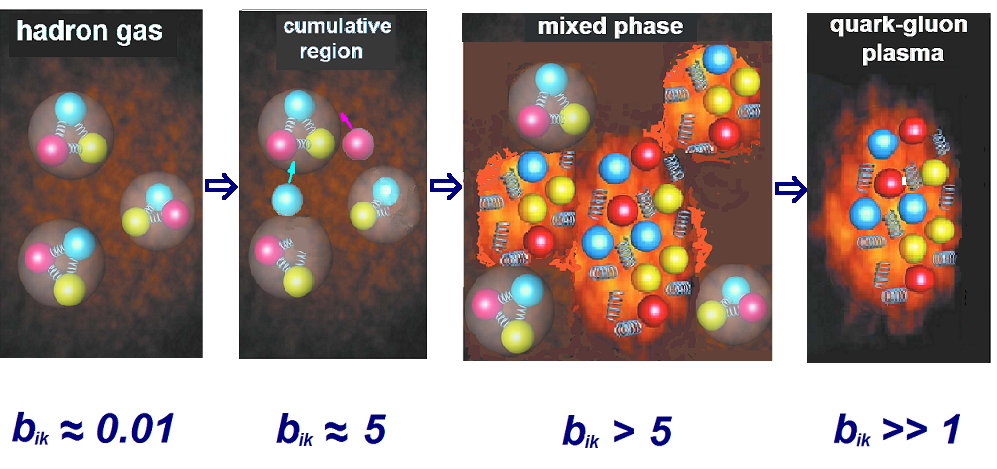 hadron gas
cumulative
region
mixed phase
quark-gluon
plasma
bik ≈ 0.01
bik ≈ 5
bik > 5
bik >> 1